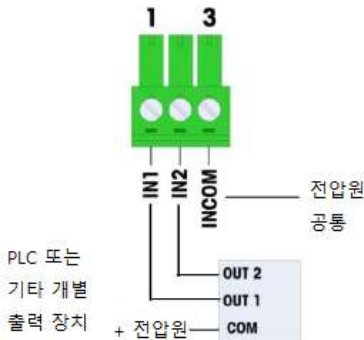 1 3
IN1
IN2
INCOM
전압원
공통
PLC 또는
기타 개별
출력 장치
OUT 2
OUT 1
+ 전압원
COM